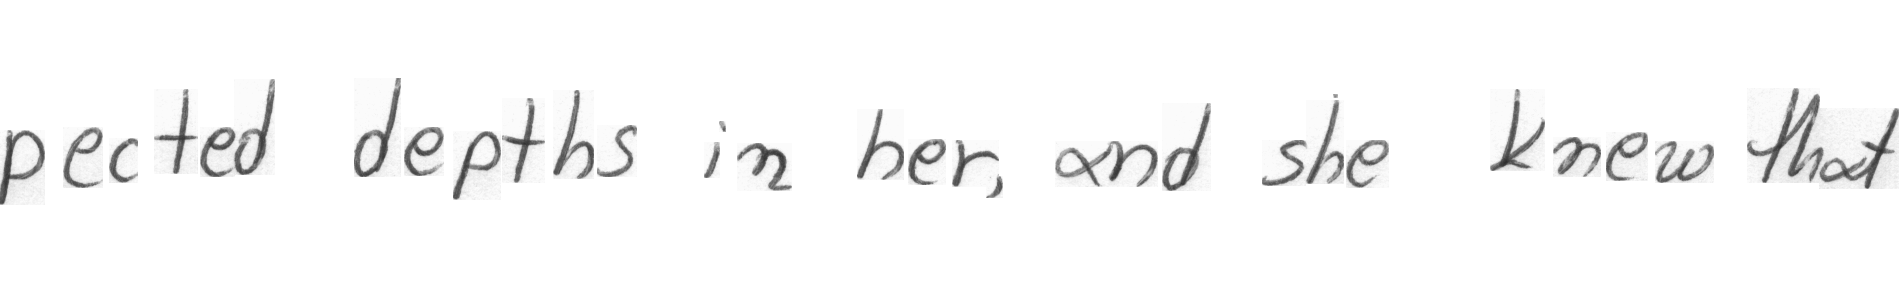 pected depths in her, and she knew that